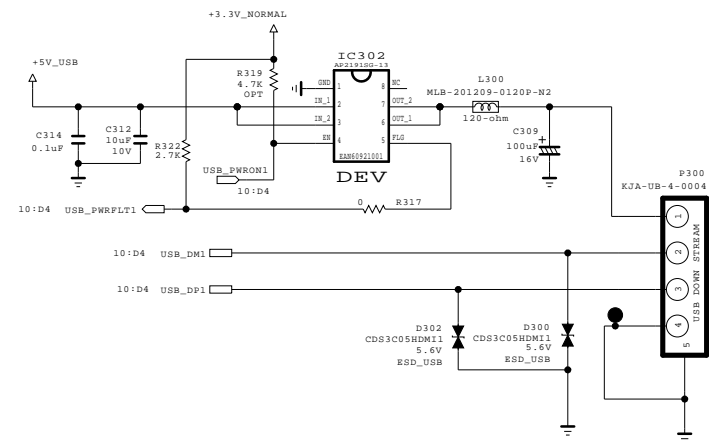 +3.3V_NORMAL
+5V_USB
IC302
AP2191SG-13
R319
4.7K
OPT
GND
1
8
NC
IN_1
2
7
OUT_2
IN_2
3
6
OUT_1
EN
4
5
FLG
EAN60921001
DEV
L300
MLB-201209-0120P-N2
120-ohm
C314
0.1uF
C312
10uF
10V
R322
2.7K
C309
100uF
16V
USB_PWRON1
10:D4
P300
KJA-UB-4-0004
10:D4 USB_PWRFLT1
0 R317
10:D4 USB_DM1
10:D4 USB_DP1
1
2
3
4
5
USB DOWN STREAM
D302
CDS3C05HDMI1
5.6V
ESD_USB
D300
CDS3C05HDMI1
5.6V
ESD_USB